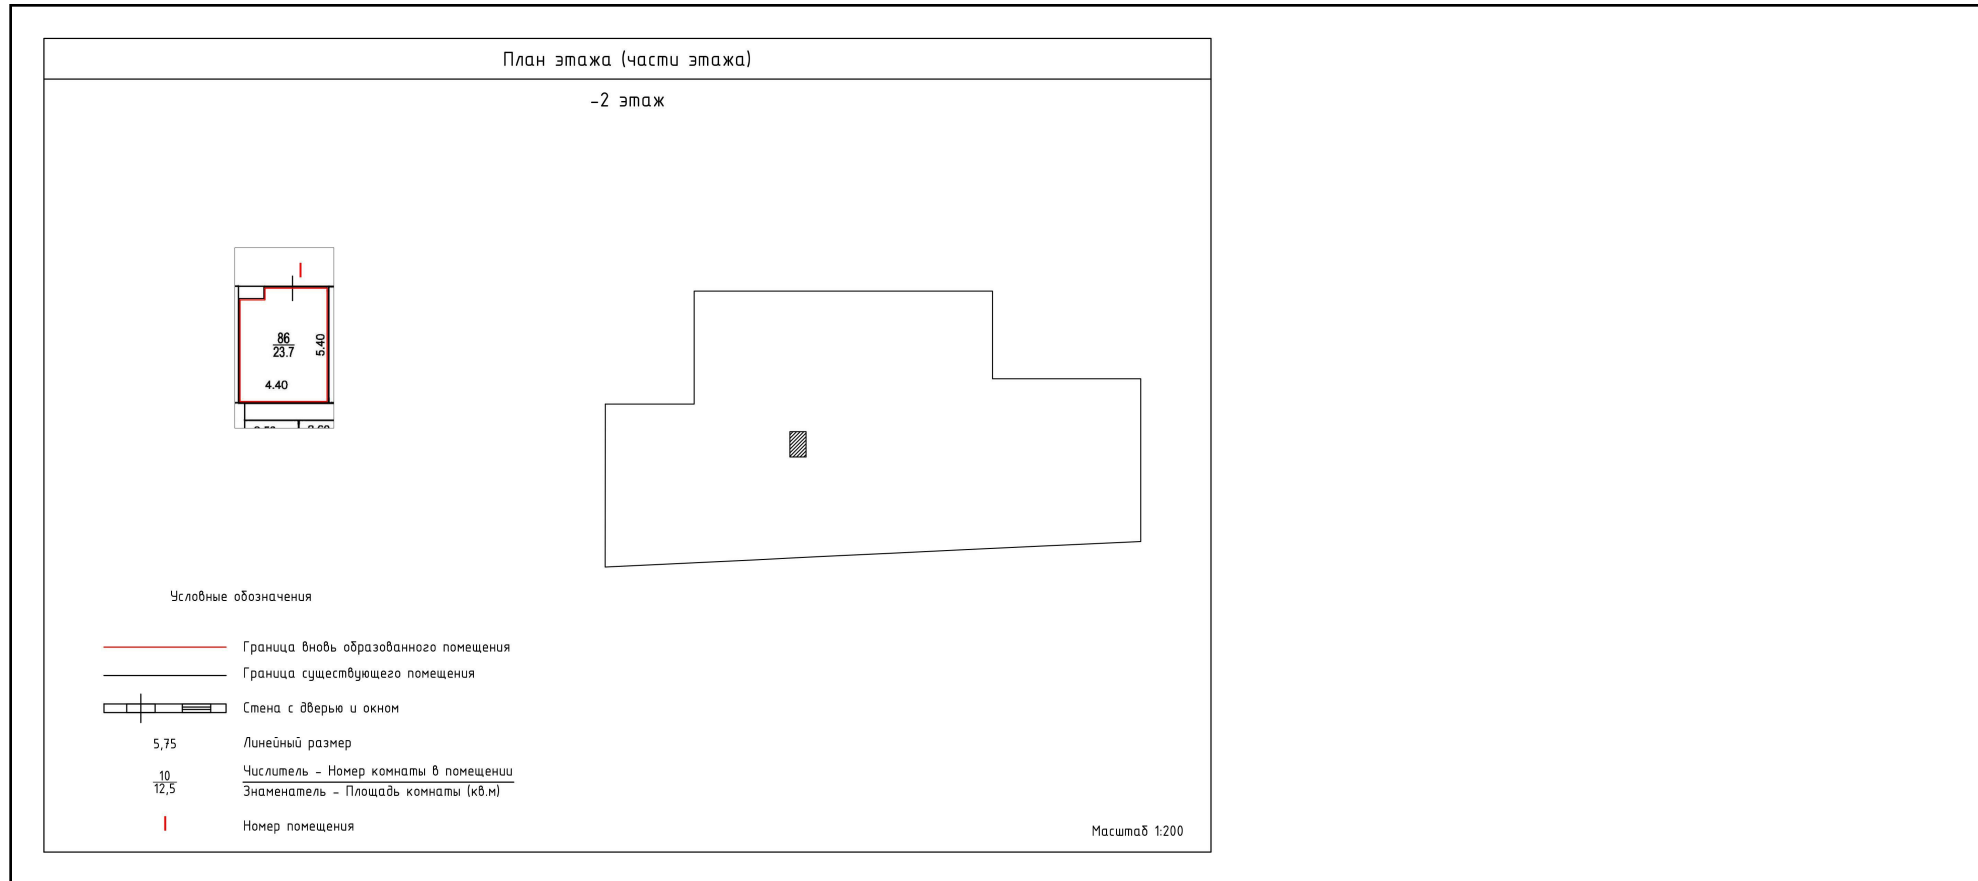 План этажа (части этажа)
-2 этаж
I
86
23.7
5.40
4.40
Условные обозначения
Граница вновь образованного помещения
Граница существующего помещения
Стена с дверью и окном
5,75 Линейный размер
10 Числитель - Номер комнаты в помещении
12,5 Знаменатель - Площадь комнаты (кв.м)
I Номер помещения
Масштаб 1:200